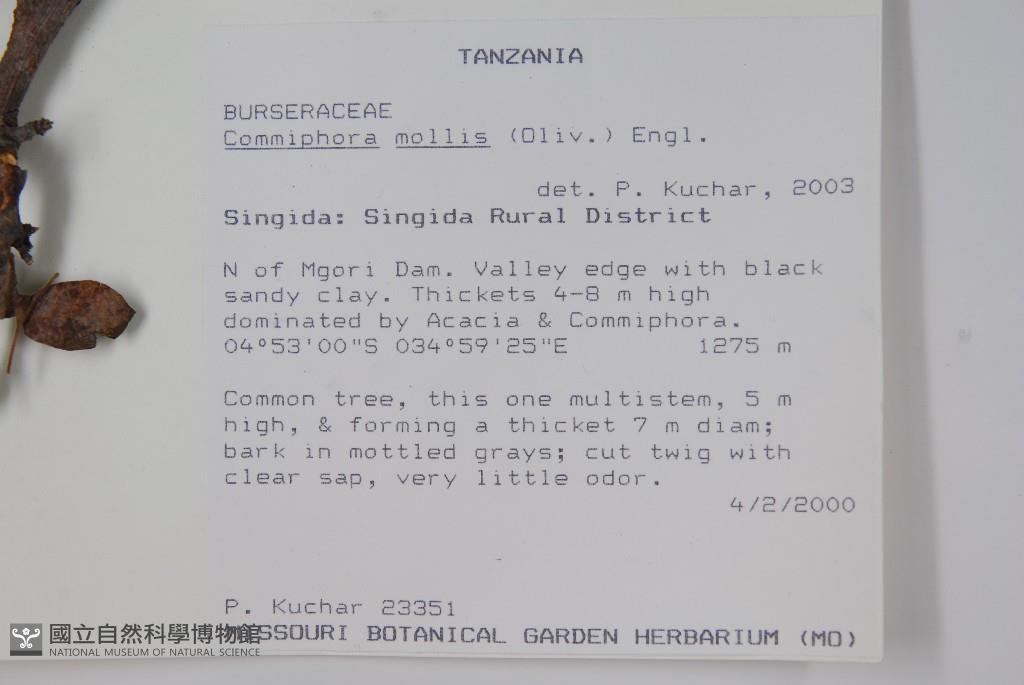 TANZANIA
BURSERACEAE
Commiphora mollis (Oliv.) Engl.
det. P. Kuchar, 2003
Singida: Singida Rural District
N of Mgori Dam. Valley edge with black
sandy clay. Thickets 4-8 m high
dominated by Acacia & Commiphora.
04°53'00"S 034°59'25"E 1275 m
Common tree, this one multistem, 5 m
high, & forming a thicket 7 m diam;
bark in mottled grays; cut twig with
clear sap, very little odor.
4/2/2000
P. Kuchar 23351
MISSOURI BOTANICAL GARDEN HERBARIUM (MO)
國立自然科學博物館
NATIONAL MUSEUM OF NATURAL SCIENCE